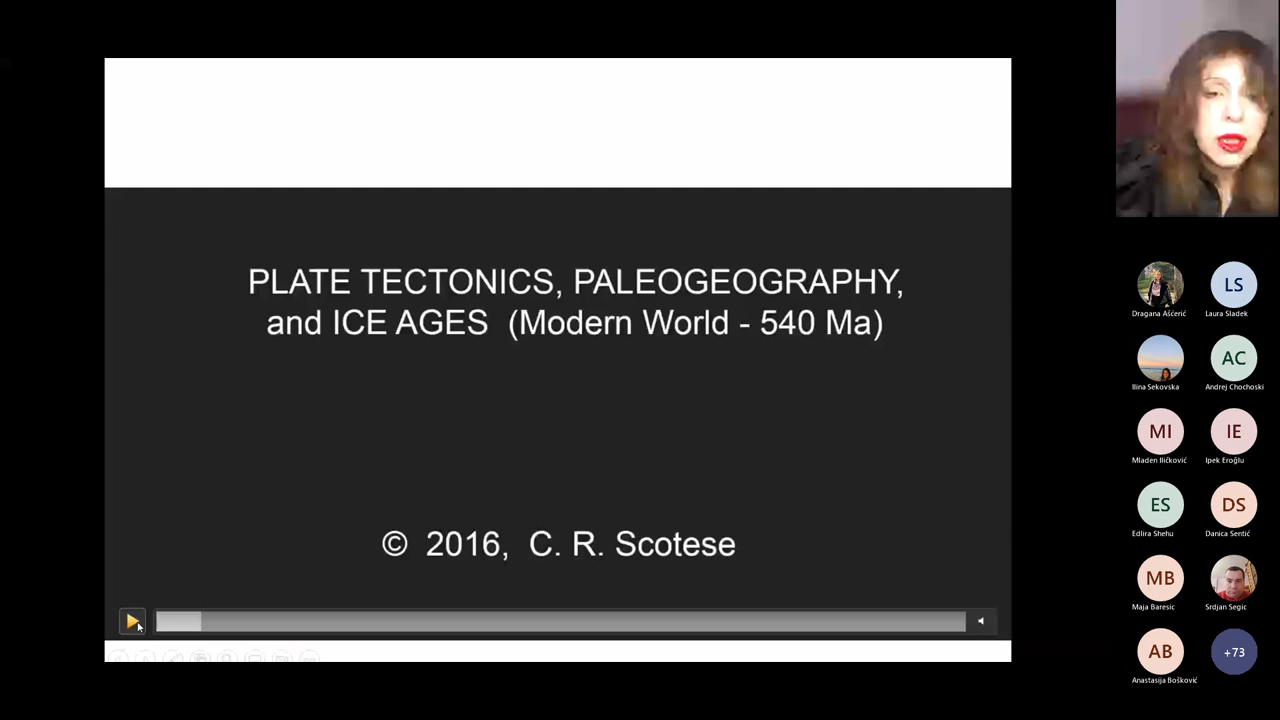 PLATE TECTONICS, PALEOGEOGRAPHY,
and ICE AGES (Modern World - 540 Ma)
© 2016, C. R. Scotese
Dragana Ašćerić
LS
Laura Sladek
Ilina Sekovska
AC
Andrej Chochoski
MI
Mladen Iličković
IE
Ipek Eroğlu
ES
Edlira Shehu
DS
Danica Sentić
MB
Maja Baresic
Srdjan Segic
AB
Anastasija Bošković
+73